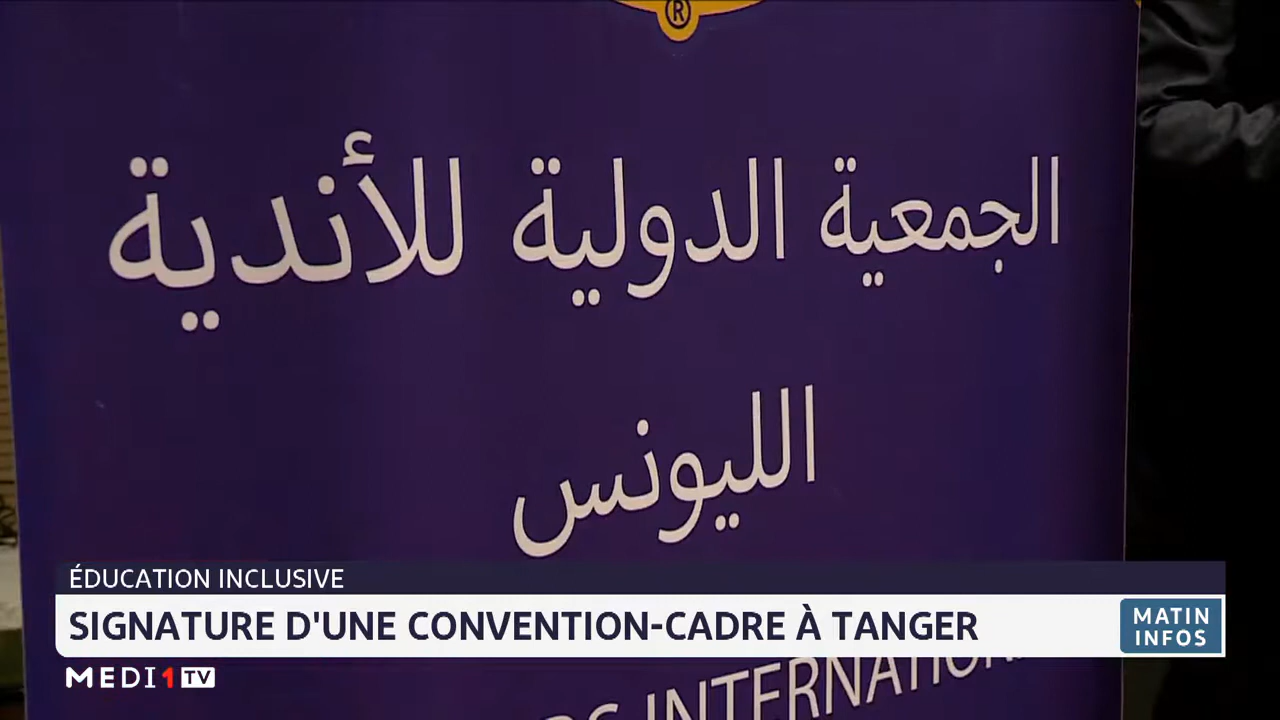 ®
الجمعية الدولية للأندية
الليونس
ÉDUCATION INCLUSIVE
SIGNATURE D'UNE CONVENTION-CADRE À TANGER
MATIN
INFOS
MEDI1TV